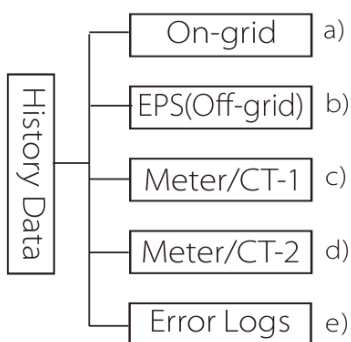 History Data
On-grid a)
EPS(Off-grid) b)
Meter/CT-1 c)
Meter/CT-2 d)
Error Logs e)